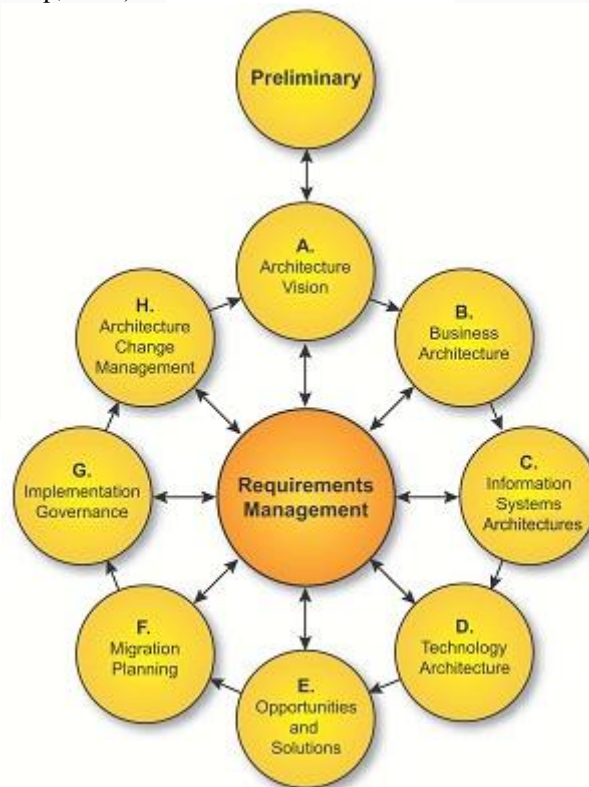 Preliminary
A.
Architecture
Vision
B.
Business
Architecture
C.
Information
Systems
Architectures
D.
Technology
Architecture
E.
Opportunities
and
Solutions
F.
Migration
Planning
G.
Implementation
Governance
H.
Architecture
Change
Management
Requirements
Management